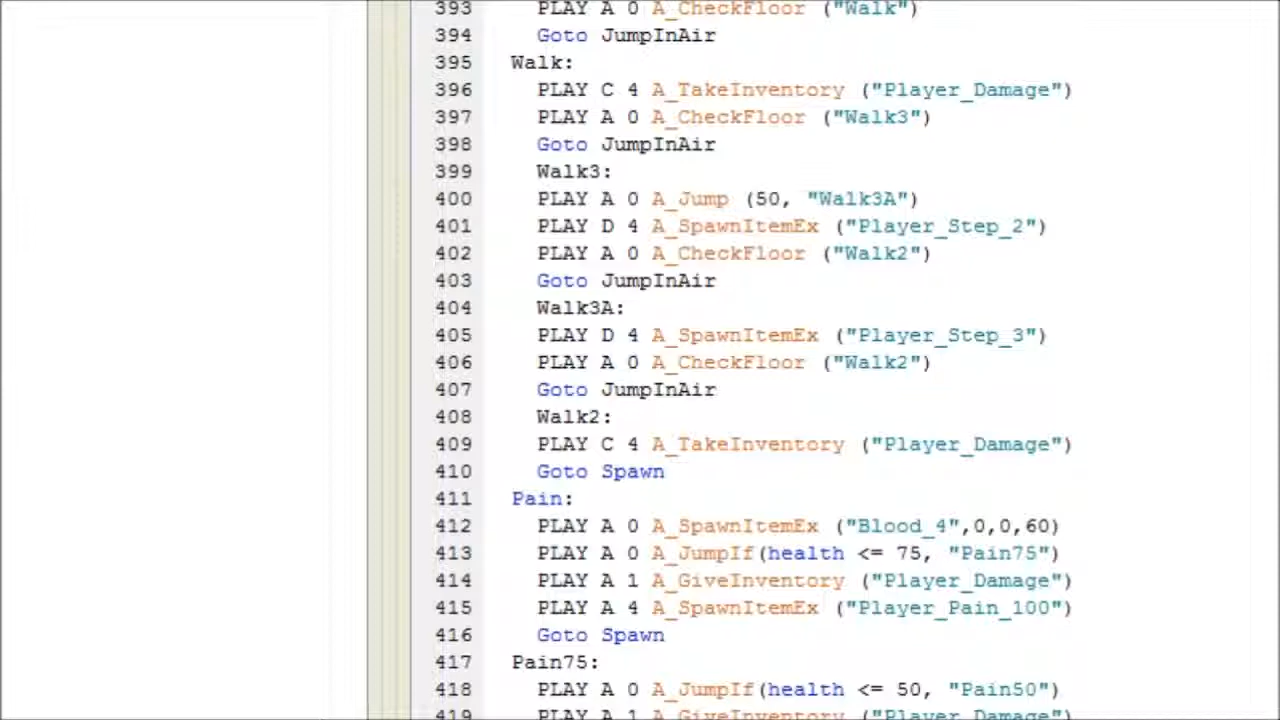 393 PLAY A 0 A_CheckFloor ("Walk")
394 Goto JumpInAir
395 Walk:
396 PLAY C 4 A_TakeInventory ("Player_Damage")
397 PLAY A 0 A_CheckFloor ("Walk3")
398 Goto JumpInAir
399 Walk3:
400 PLAY A 0 A_Jump (50, "Walk3A")
401 PLAY D 4 A_SpawnItemEx ("Player_Step_2")
402 PLAY A 0 A_CheckFloor ("Walk2")
403 Goto JumpInAir
404 Walk3A:
405 PLAY D 4 A_SpawnItemEx ("Player_Step_3")
406 PLAY A 0 A_CheckFloor ("Walk2")
407 Goto JumpInAir
408 Walk2:
409 PLAY C 4 A_TakeInventory ("Player_Damage")
410 Goto Spawn
411 Pain:
412 PLAY A 0 A_SpawnItemEx ("Blood_4",0,0,60)
413 PLAY A 0 A_JumpIf(health <= 75, "Pain75")
414 PLAY A 1 A_GiveInventory ("Player_Damage")
415 PLAY A 4 A_SpawnItemEx ("Player_Pain_100")
416 Goto Spawn
417 Pain75:
418 PLAY A 0 A_JumpIf(health <= 50, "Pain50")
419 PLAY A 1 A_GiveInventory ("Player_Damage")